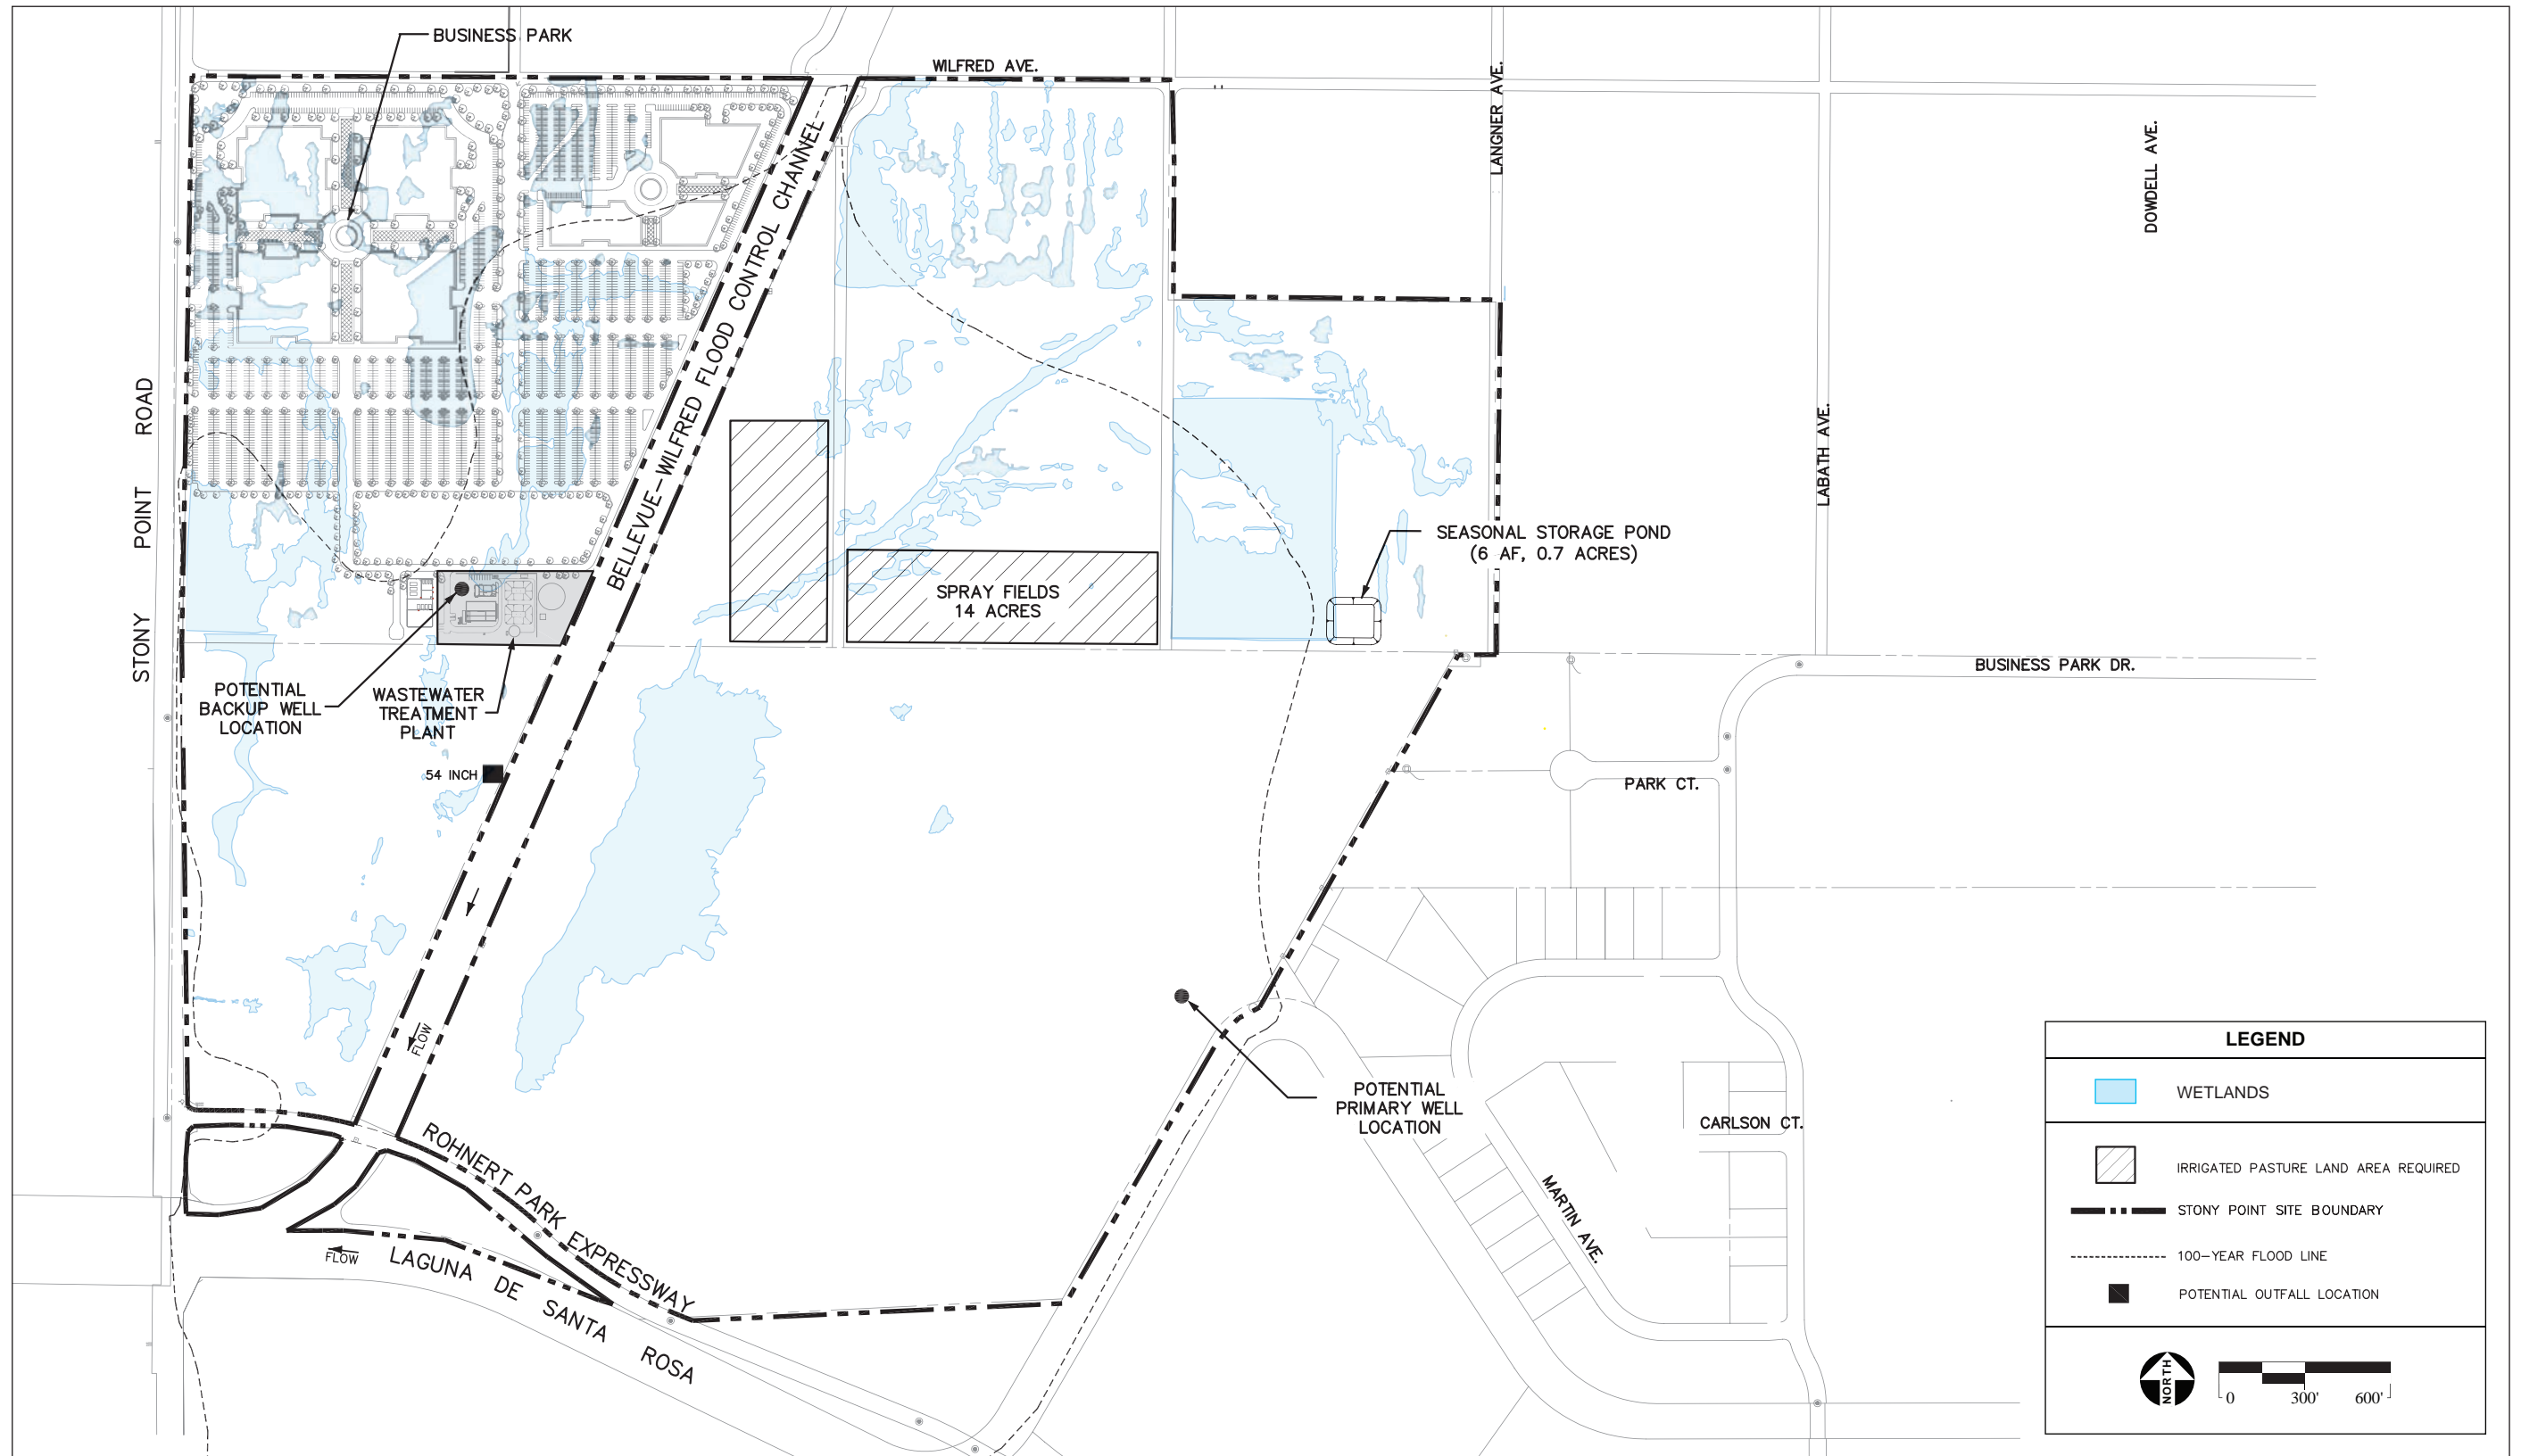 BUSINESS PARK
WILFRED AVE.
LANGNER AVE.
DOWDELL AVE.
LABATH AVE.
STONY POINT ROAD
BELLEVUE-WILFRED FLOOD CONTROL CHANNEL
SEASONAL STORAGE POND
(6 AF, 0.7 ACRES)
SPRAY FIELDS
14 ACRES
BUSINESS PARK DR.
POTENTIAL
BACKUP WELL
LOCATION
WASTEWATER
TREATMENT
PLANT
54 INCH
PARK CT.
FLOW
POTENTIAL
PRIMARY WELL
LOCATION
CARLSON CT.
MARTIN AVE.
ROHNERT PARK EXPRESSWAY
FLOW
LAGUNA DE SANTA ROSA
LEGEND
WETLANDS
IRRIGATED PASTURE LAND AREA REQUIRED
STONY POINT SITE BOUNDARY
100-YEAR FLOOD LINE
POTENTIAL OUTFALL LOCATION
NORTH
0 300' 600'